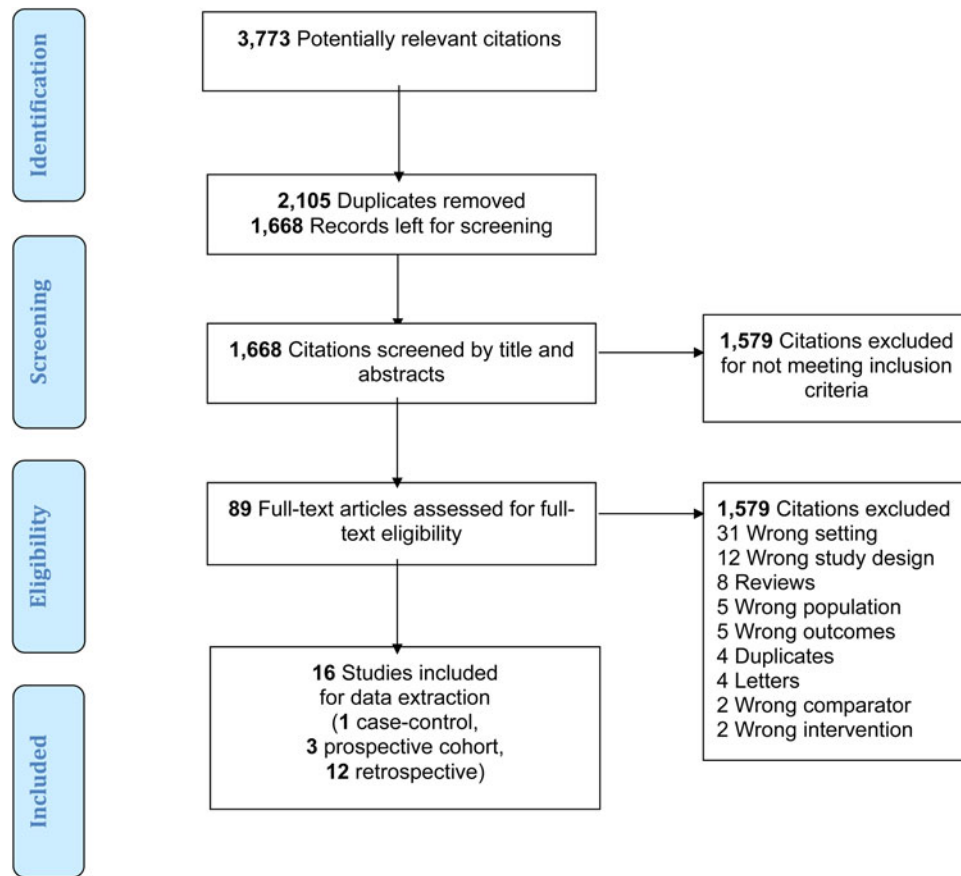 Identification
3,773 Potentially relevant citations
2,105 Duplicates removed
1,668 Records left for screening
Screening
1,668 Citations screened by title and
abstracts
1,579 Citations excluded
for not meeting inclusion
criteria
Eligibility
89 Full-text articles assessed for full-
text eligibility
1,579 Citations excluded
31 Wrong setting
12 Wrong study design
8 Reviews
5 Wrong population
5 Wrong outcomes
4 Duplicates
4 Letters
2 Wrong comparator
2 Wrong intervention
Included
16 Studies included
for data extraction
(1 case-control,
3 prospective cohort,
12 retrospective)